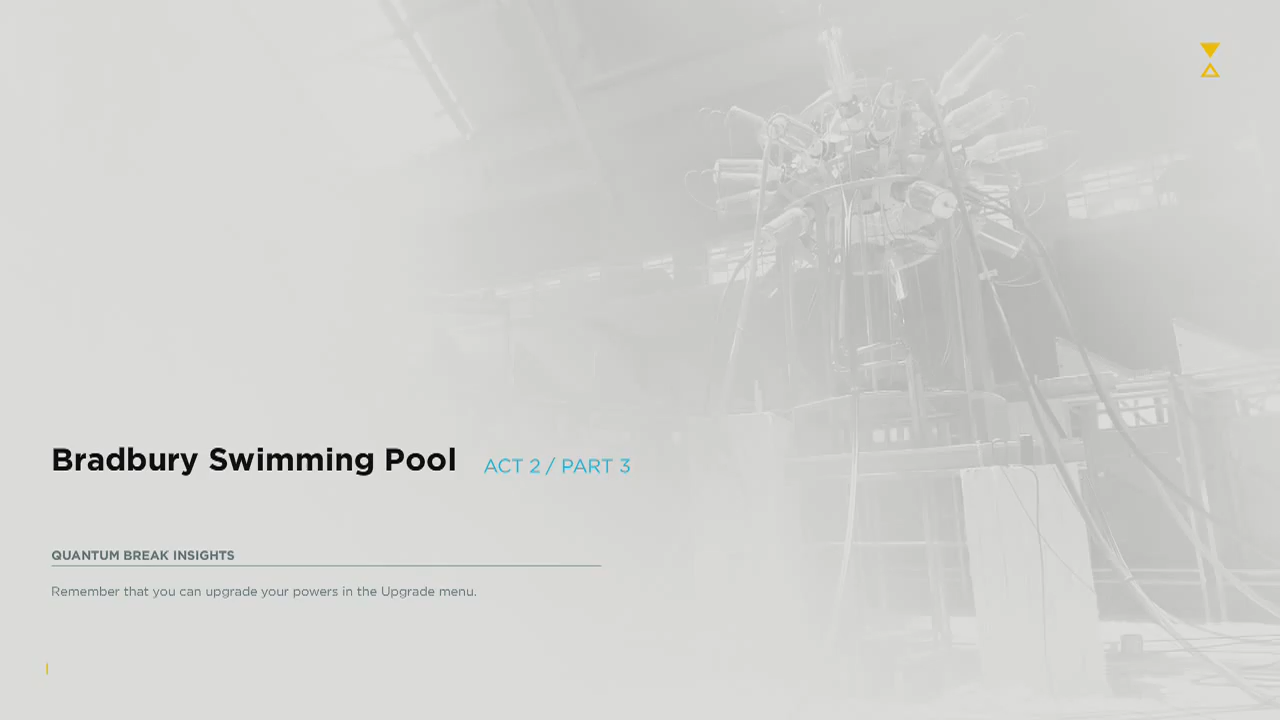 Bradbury Swimming Pool ACT 2 / PART 3
QUANTUM BREAK INSIGHTS
Remember that you can upgrade your powers in the Upgrade menu.